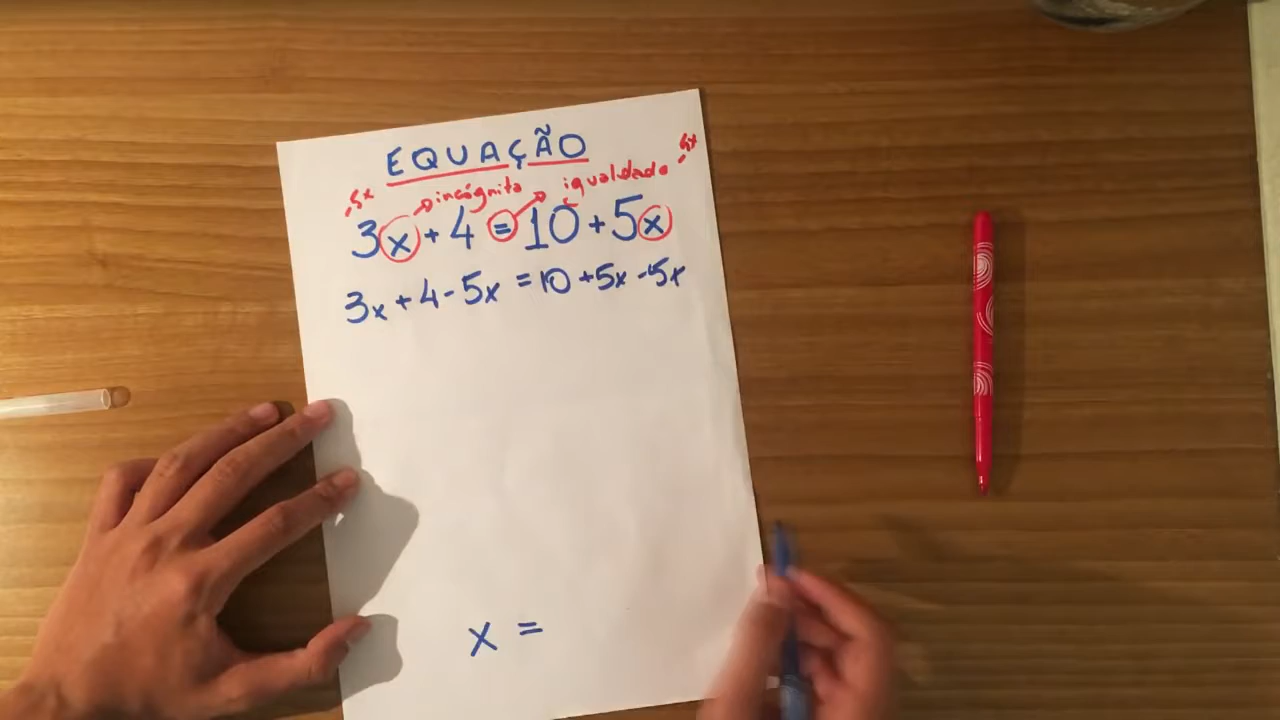 EQUAÇÃO
-5x incógnita igualdade -5x
3x + 4 = 10 + 5x
3x + 4 - 5x = 10 + 5x - 5x
x =